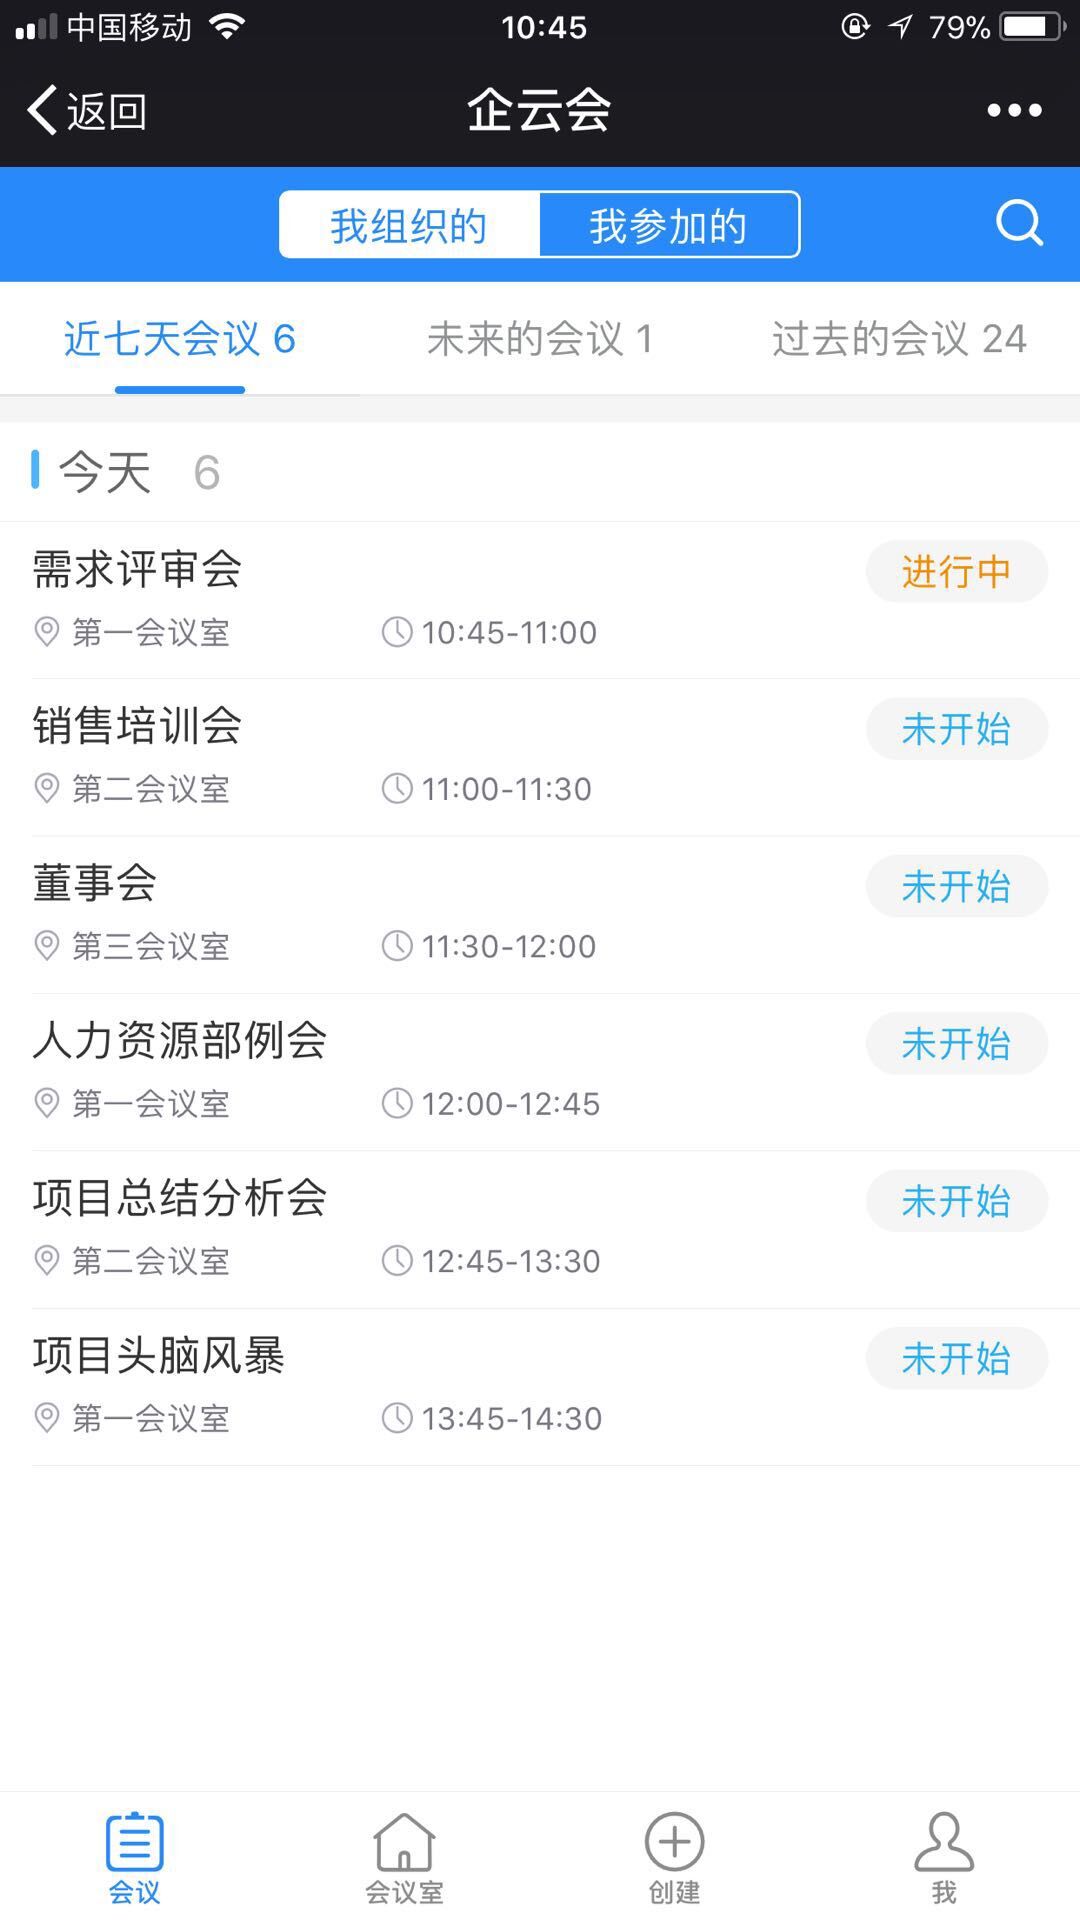 中国移动 10:45 79%
返回 企云会
我组织的 我参加的
近七天会议 6 未来的会议 1 过去的会议 24
今天 6
需求评审会 进行中
第一会议室 10:45-11:00
销售培训会 未开始
第二会议室 11:00-11:30
董事会 未开始
第三会议室 11:30-12:00
人力资源部例会 未开始
第一会议室 12:00-12:45
项目总结分析会 未开始
第二会议室 12:45-13:30
项目头脑风暴 未开始
第一会议室 13:45-14:30
会议 会议室 创建 我